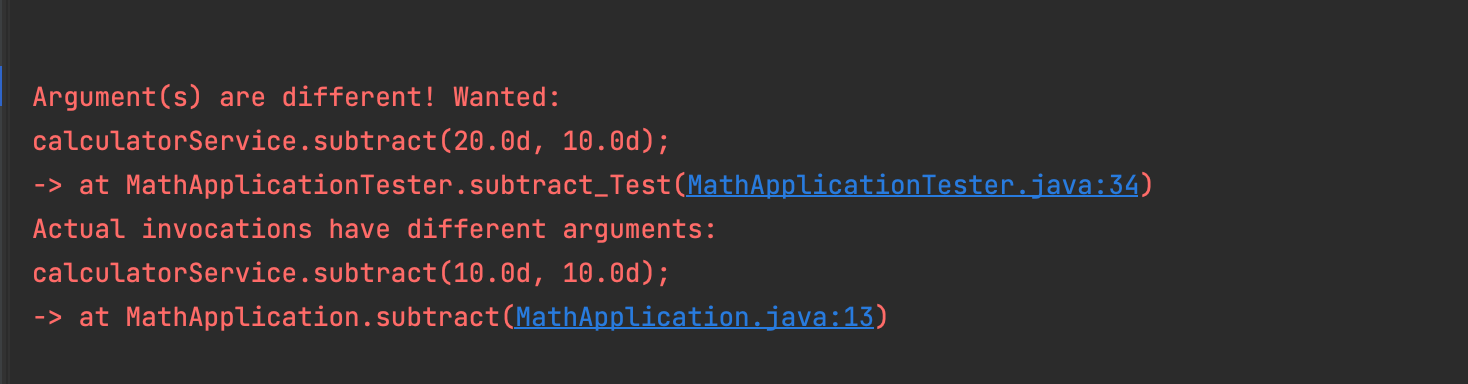 Argument(s) are different! Wanted:
calculatorService.subtract(20.0d, 10.0d);
-> at MathApplicationTester.subtract_Test(MathApplicationTester.java:34)
Actual invocations have different arguments:
calculatorService.subtract(10.0d, 10.0d);
-> at MathApplication.subtract(MathApplication.java:13)